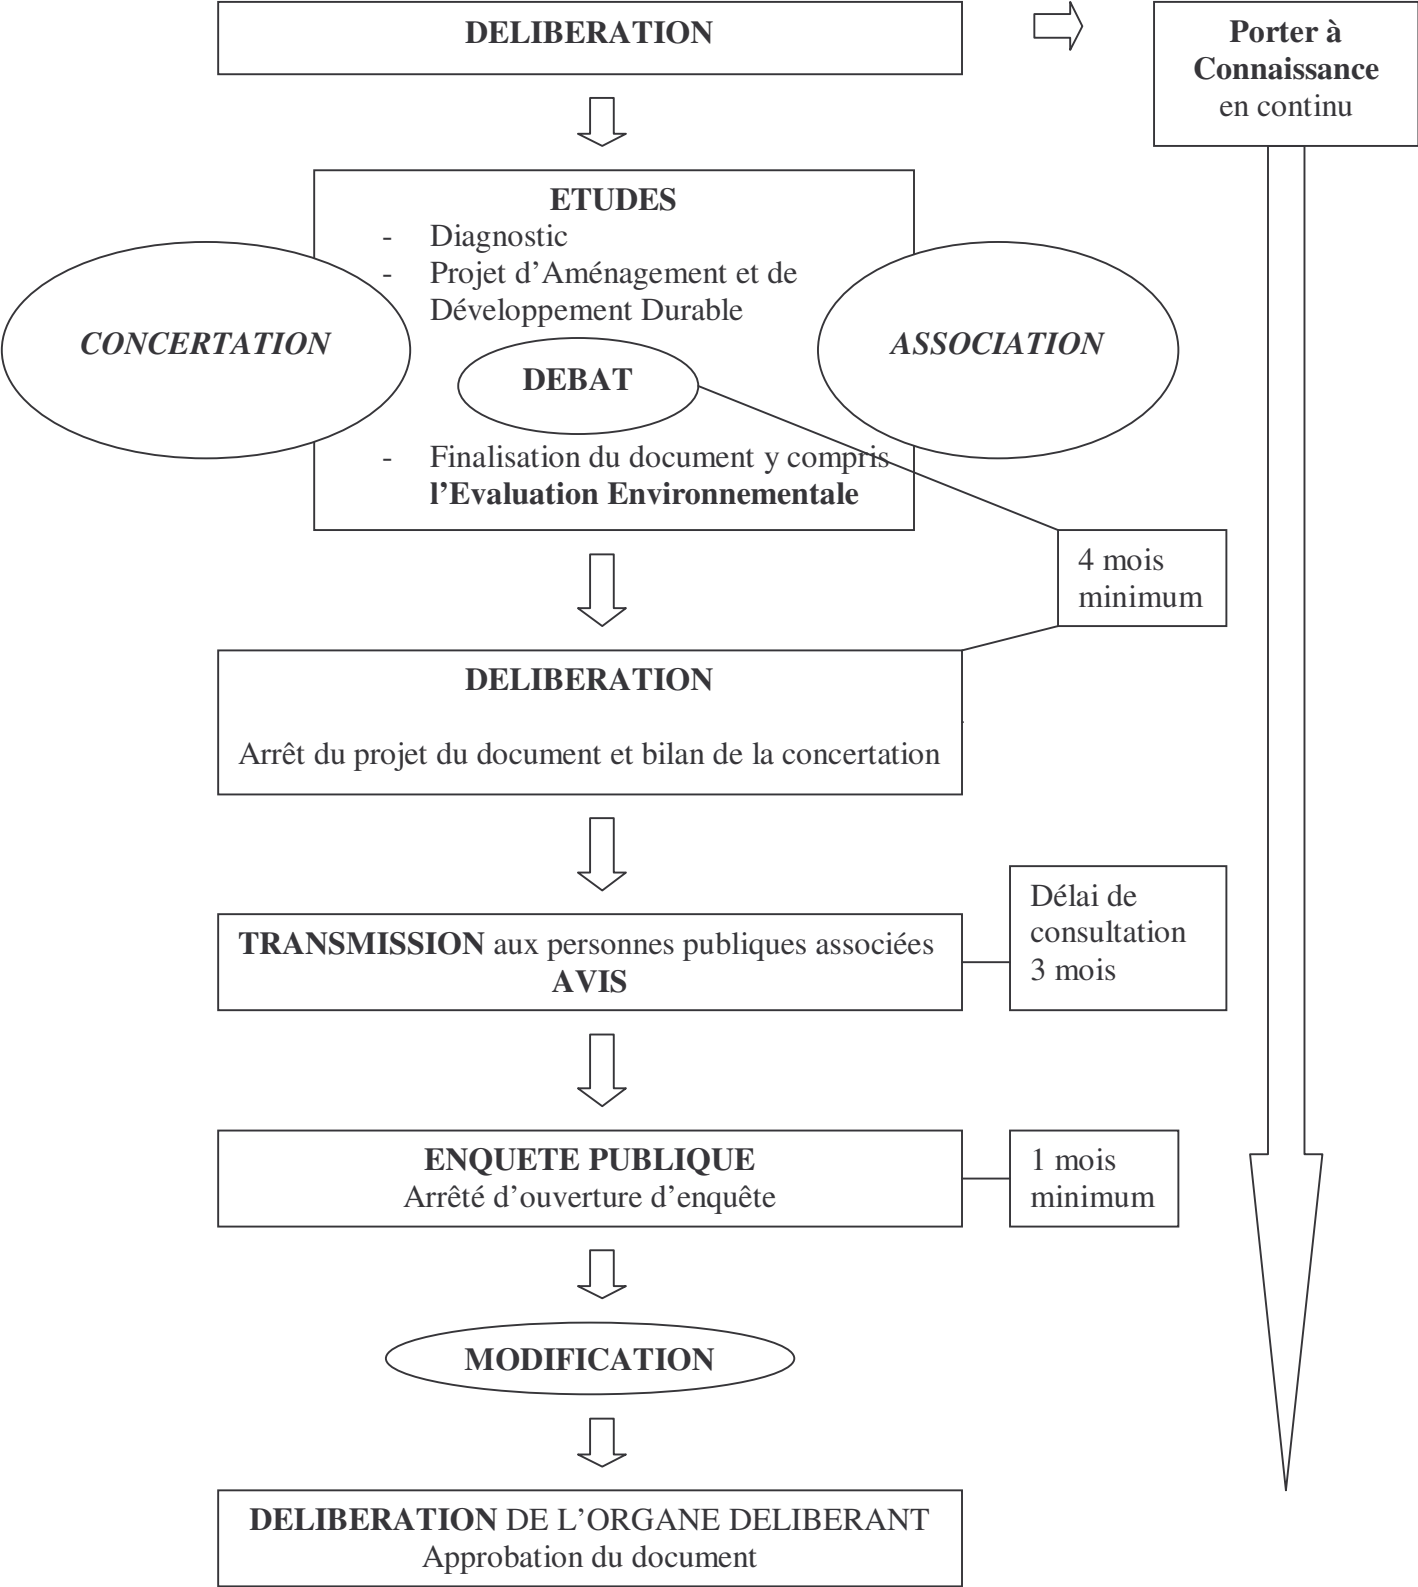 DELIBERATION
Porter à
Connaissance
en continu
ETUDES
- Diagnostic
- Projet d’Aménagement et de
Développement Durable
CONCERTATION
ASSOCIATION
DEBAT
- Finalisation du document y compris
l’Evaluation Environnementale
4 mois
minimum
DELIBERATION
Arrêt du projet du document et bilan de la concertation
TRANSMISSION aux personnes publiques associées
AVIS
Délai de
consultation
3 mois
ENQUETE PUBLIQUE
Arrêté d’ouverture d’enquête
1 mois
minimum
MODIFICATION
DELIBERATION DE L’ORGANE DELIBERANT
Approbation du document